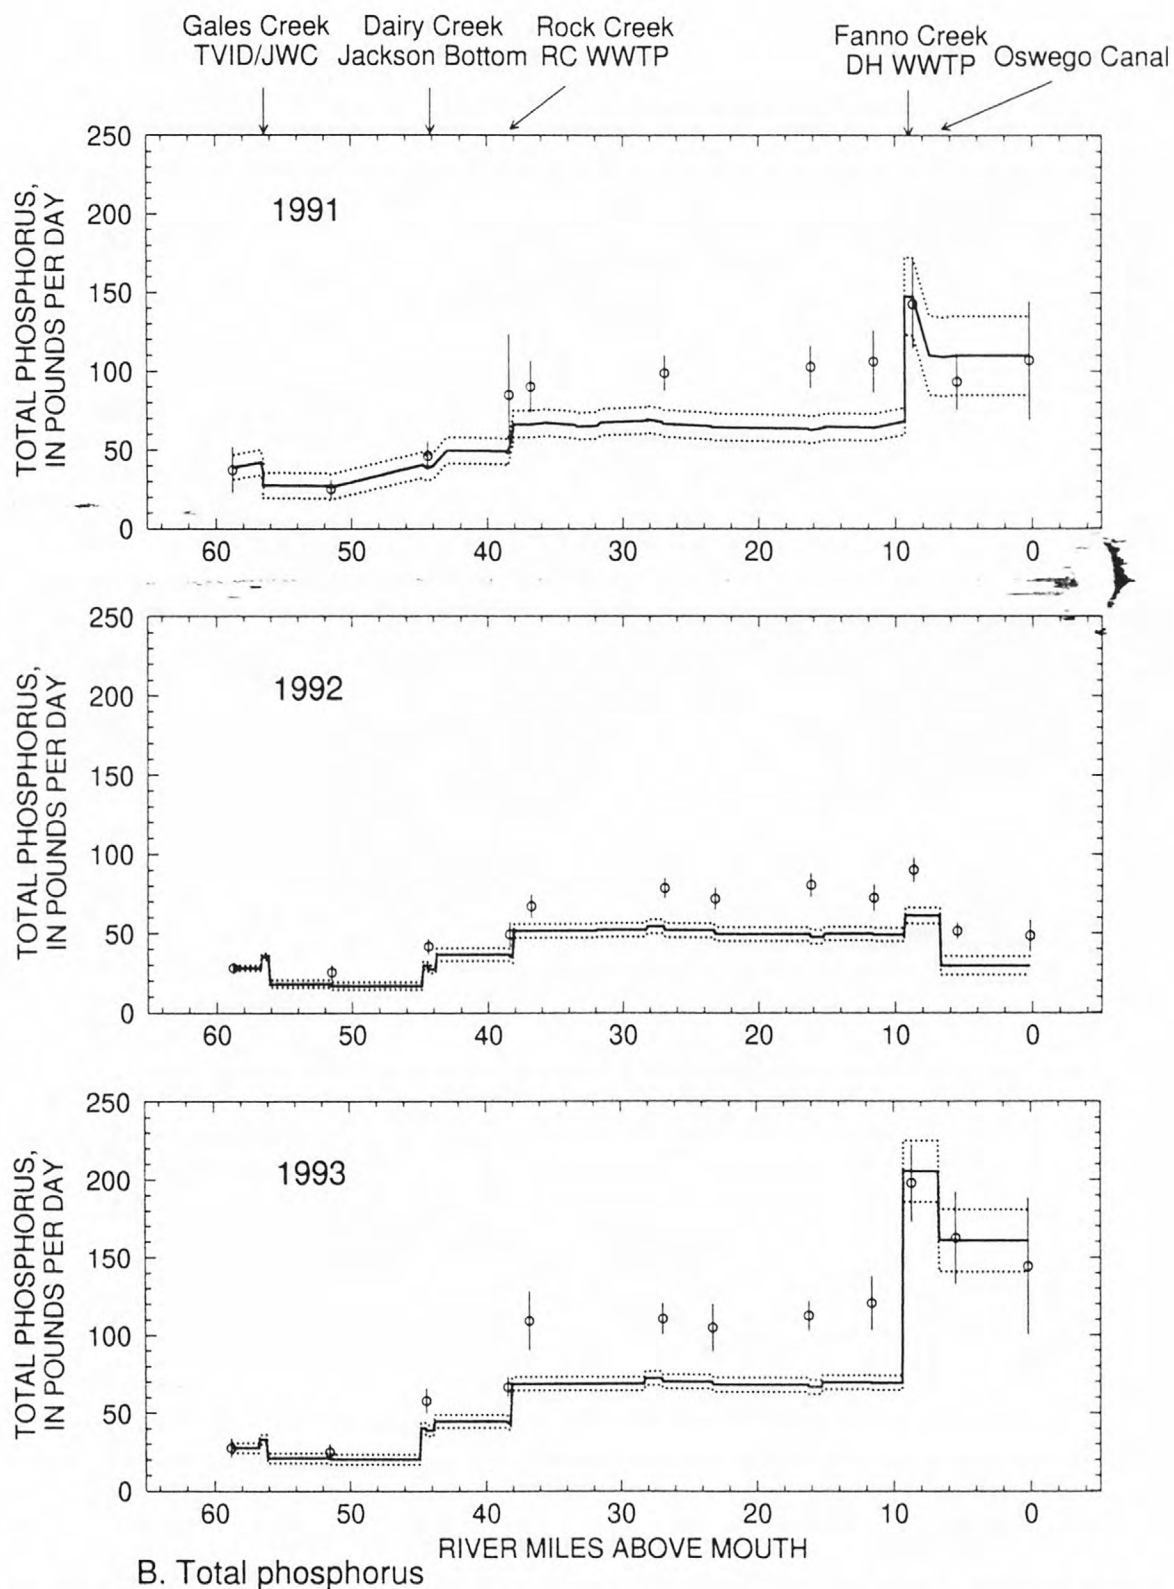 Gales Creek Dairy Creek Rock Creek
TVID/JWC Jackson Bottom RC WWTP
Fanno Creek
DH WWTP Oswego Canal
TOTAL PHOSPHORUS,
IN POUNDS PER DAY
250
200
150
100
50
0
1991
60 50 40 30 20 10 0
TOTAL PHOSPHORUS,
IN POUNDS PER DAY
250
200
150
100
50
0
1992
60 50 40 30 20 10 0
TOTAL PHOSPHORUS,
IN POUNDS PER DAY
250
200
150
100
50
0
1993
60 50 40 30 20 10 0
RIVER MILES ABOVE MOUTH
B. Total phosphorus